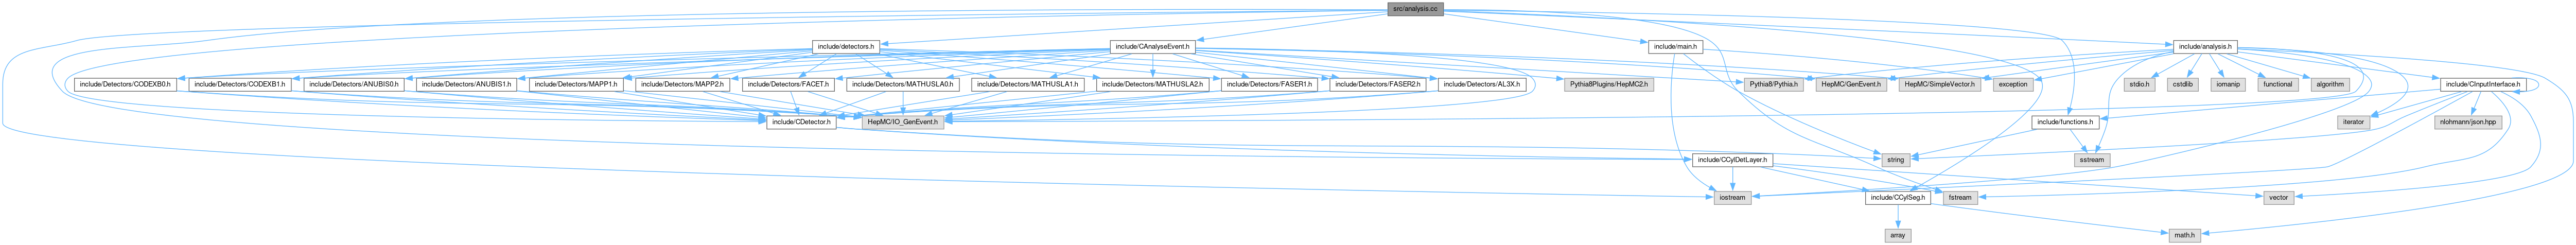 src/analysis.cc
include/detectors.h
include/CAnalyseEvent.h
include/main.h
include/analysis.h
include/Detectors/CODEXB0.h
include/Detectors/CODEXB1.h
include/Detectors/ANUBIS0.h
include/Detectors/ANUBIS1.h
include/Detectors/MAPP1.h
include/Detectors/MAPP2.h
include/Detectors/FACET.h
include/Detectors/MATHUSLA0.h
include/Detectors/MATHUSLA1.h
include/Detectors/MATHUSLA2.h
include/Detectors/FASER1.h
include/Detectors/FASER2.h
include/Detectors/AL3X.h
Pythia8Plugins/HepMC2.h
Pythia8/Pythia.h
HepMC/GenEvent.h
HepMC/SimpleVector.h
exception
stdio.h
cstdlib
iomanip
functional
algorithm
include/CInputInterface.h
include/CDetector.h
HepMC/IO_GenEvent.h
include/functions.h
iterator
nlohmann/json.hpp
include/CCylDetLayer.h
string
sstream
iostream
include/CCylSeg.h
fstream
vector
array
math.h